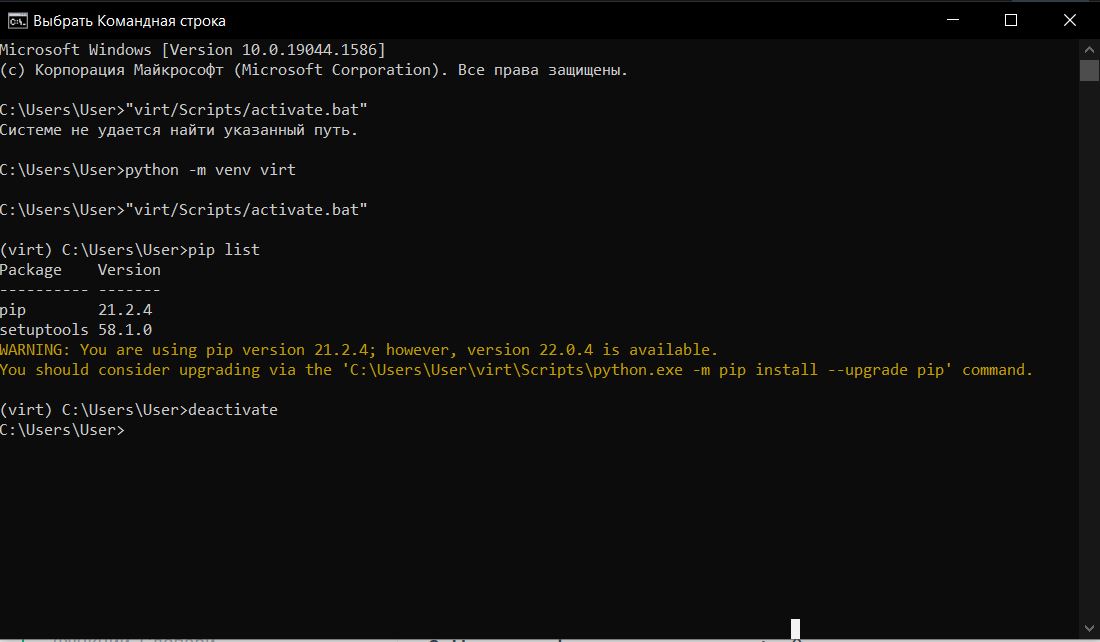 Выбрать Командная строка
Microsoft Windows [Version 10.0.19044.1586]
(c) Корпорация Майкрософт (Microsoft Corporation). Все права защищены.
C:\Users\User>"virt/Scripts/activate.bat"
Системе не удается найти указанный путь.
C:\Users\User>python -m venv virt
C:\Users\User>"virt/Scripts/activate.bat"
(virt) C:\Users\User>pip list
Package    Version
---------- -------
pip        21.2.4
setuptools 58.1.0
WARNING: You are using pip version 21.2.4; however, version 22.0.4 is available.
You should consider upgrading via the 'C:\Users\User\virt\Scripts\python.exe -m pip install --upgrade pip' command.
(virt) C:\Users\User>deactivate
C:\Users\User>